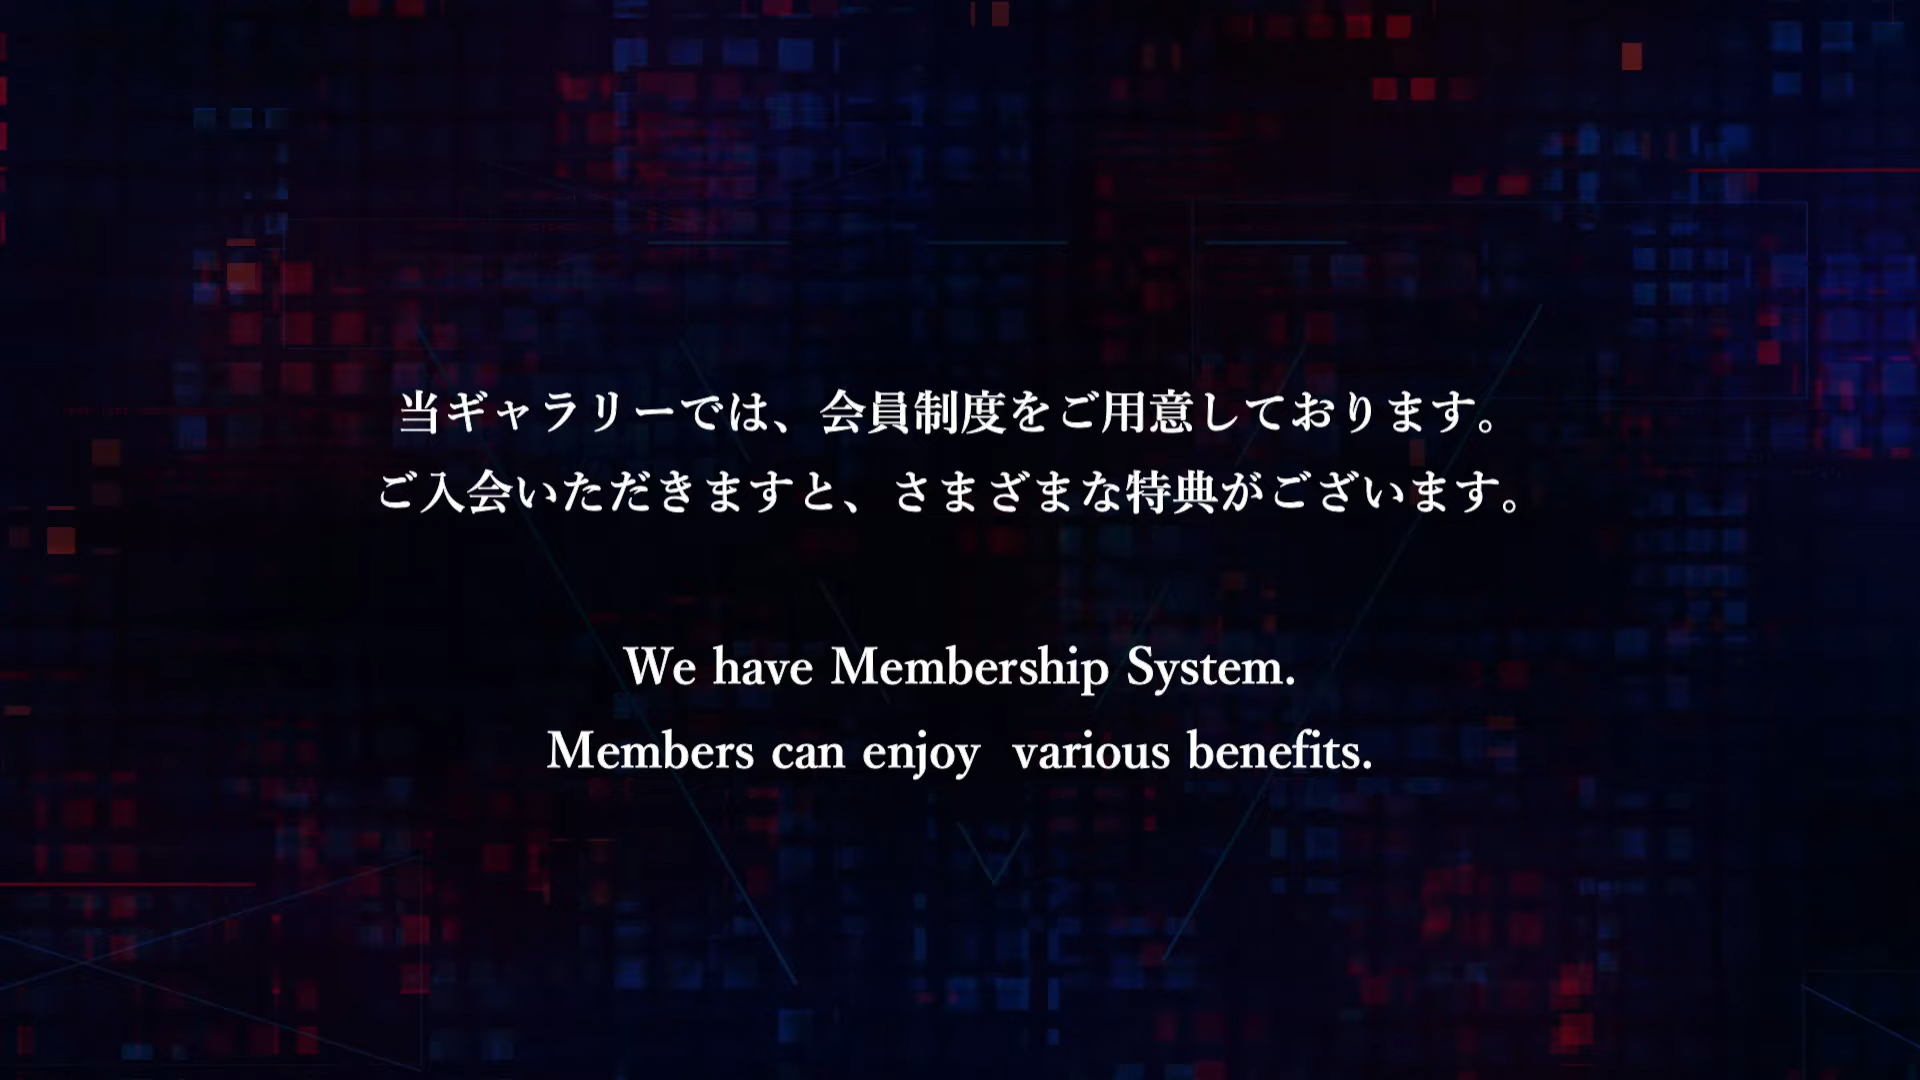 当ギャラリーでは、会員制度をご用意しております。
ご入会いただきますと、さまざまな特典がございます。
We have Membership System.
Members can enjoy  various benefits.